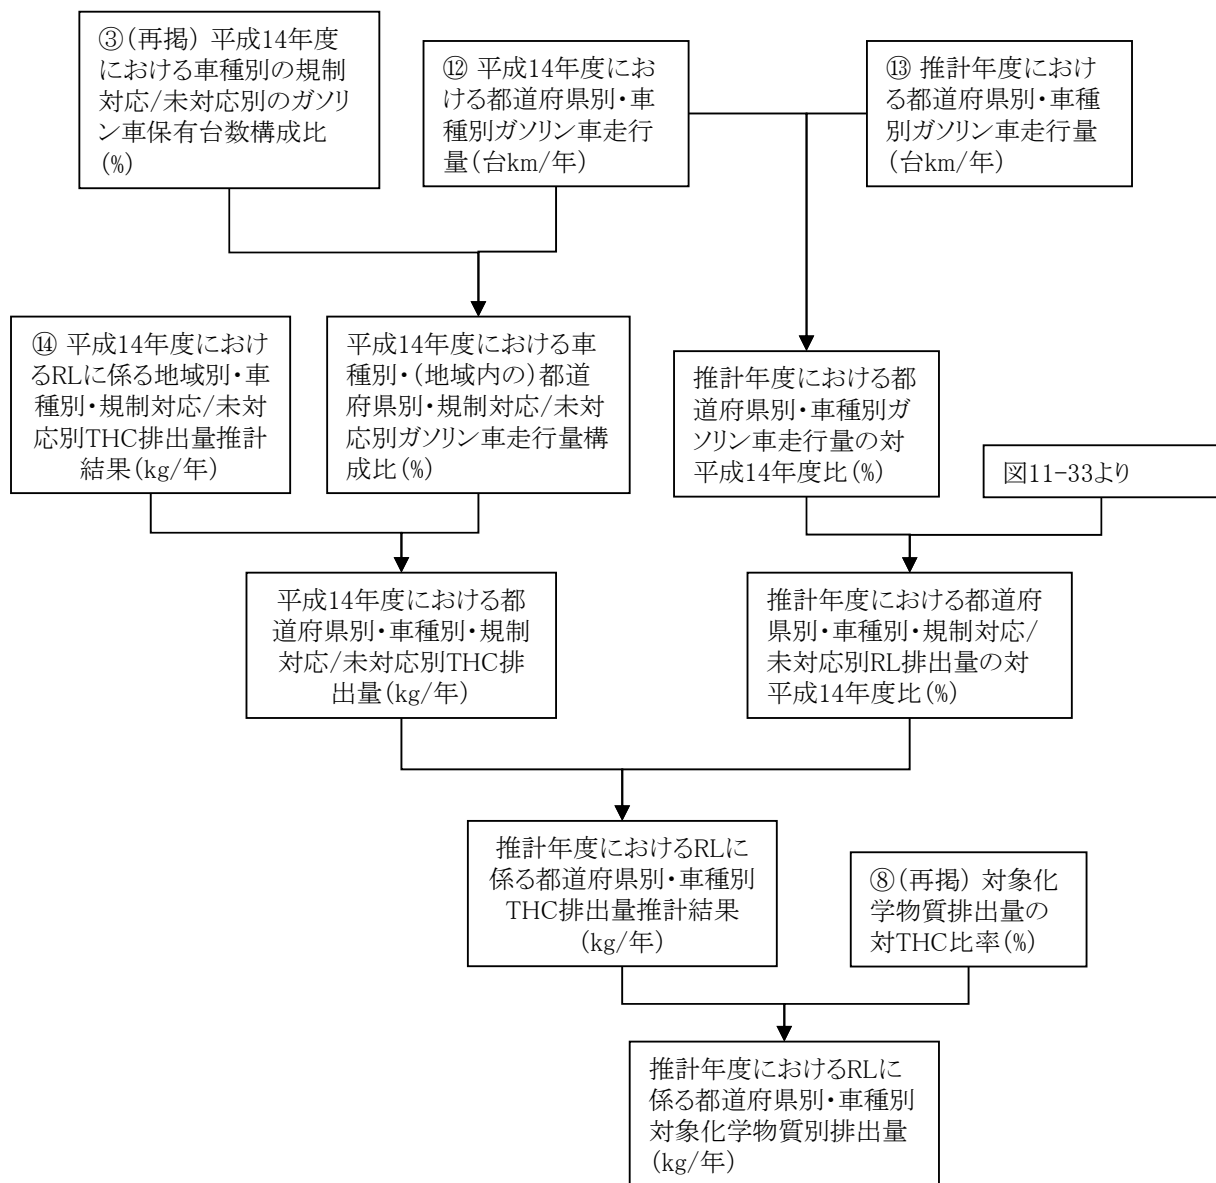 ③(再掲) 平成14年度
における車種別の規制
対応/未対応別のガソリ
ン車保有台数構成比
(%)
⑫ 平成14年度にお
ける都道府県別・車
種別ガソリン車走行
量(台km/年)
⑬ 推計年度におけ
る都道府県別・車種
別ガソリン車走行量
(台km/年)
⑭ 平成14年度におけ
るRLに係る地域別・車
種別・規制対応/未対
応別THC排出量推計
結果(kg/年)
平成14年度における車
種別・(地域内の)都道
府県別・規制対応/未対
応別ガソリン車走行量構
成比(%)
推計年度における都
道府県別・車種別ガ
ソリン車走行量の対
平成14年度比(%)
図11-33より
平成14年度における都
道府県別・車種別・規制
対応/未対応別THC排
出量(kg/年)
推計年度における都道府
県別・車種別・規制対応/
未対応別RL排出量の対
平成14年度比(%)
推計年度におけるRLに
係る都道府県別・車種別
THC排出量推計結果
(kg/年)
⑧(再掲) 対象化
学物質排出量の
対THC比率(%)
推計年度におけるRLに
係る都道府県別・車種別
対象化学物質別排出量
(kg/年)